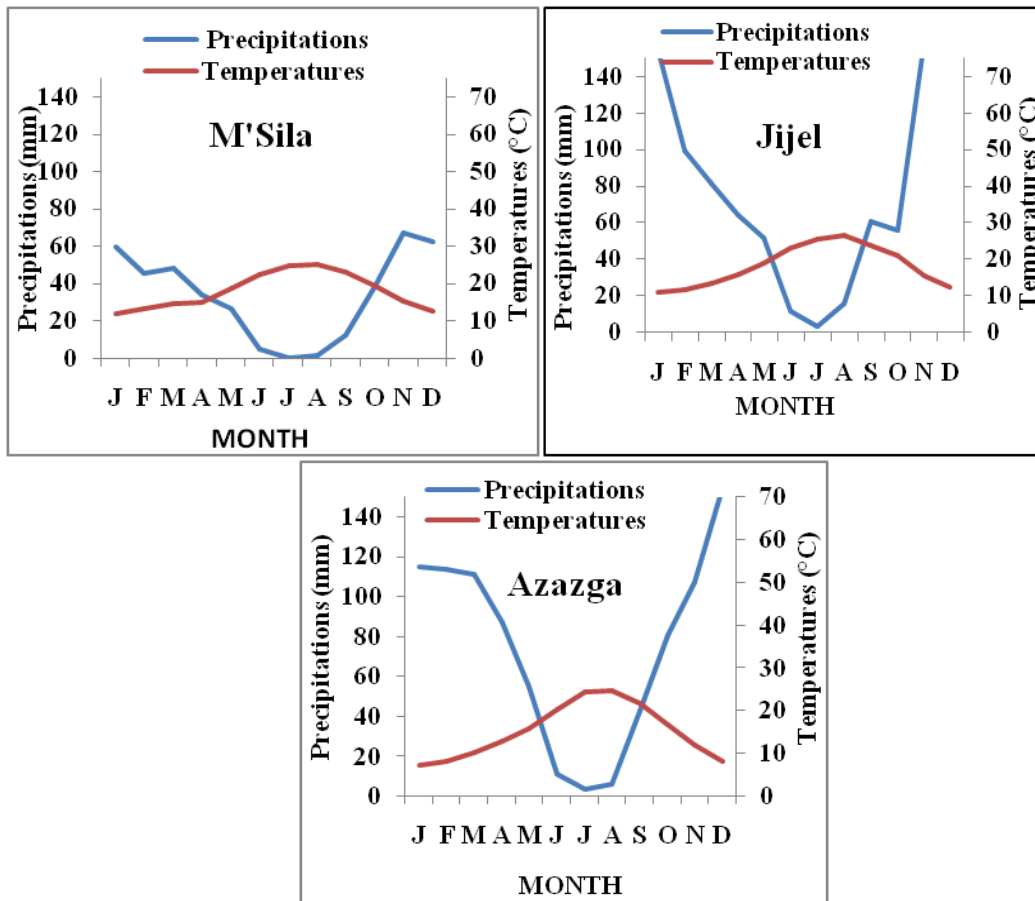 Precipitations
Temperatures
M'Sila
Precipitations (mm)
140
120
100
80
60
40
20
0
Temperatures (°C)
70
60
50
40
30
20
10
0
J F M A M J J A S O N D
MONTH
Precipitations
Temperatures
Jijel
Precipitations (mm)
140
120
100
80
60
40
20
0
Temperatures (°C)
70
60
50
40
30
20
10
0
J F M A M J J A S O N D
MONTH
Precipitations
Temperatures
Azazga
Precipitations (mm)
140
120
100
80
60
40
20
0
Temperatures (°C)
70
60
50
40
30
20
10
0
J F M A M J J A S O N D
MONTH